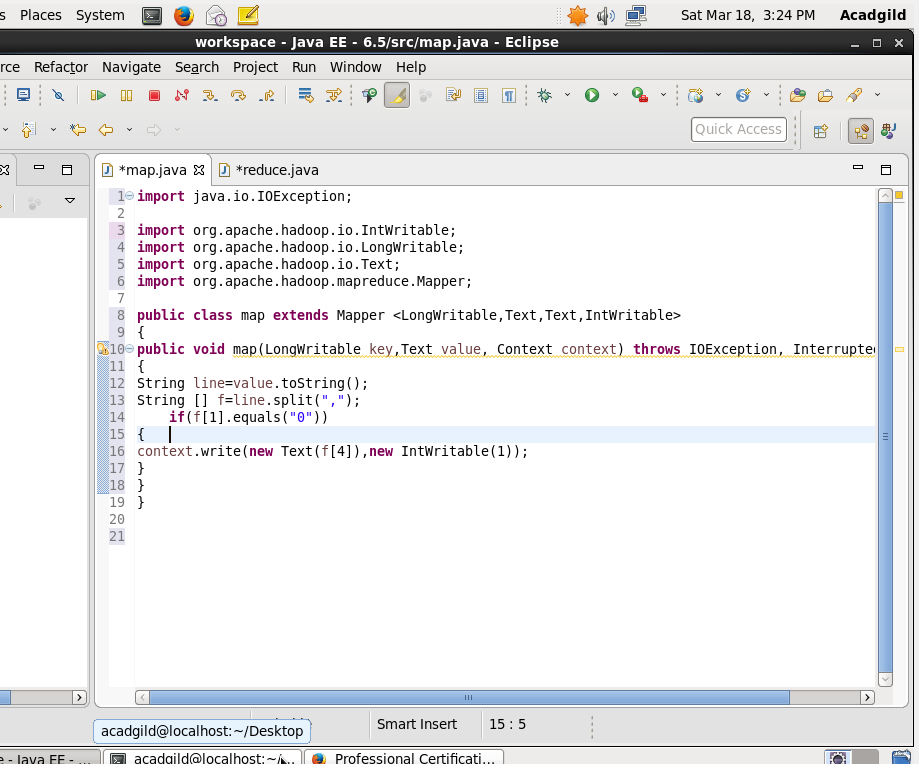 Places System Sat Mar 18, 3:24 PM Acadgild
workspace - Java EE - 6.5/src/map.java - Eclipse
rce Refactor Navigate Search Project Run Window Help
Quick Access
*map.java *reduce.java
1 import java.io.IOException;
2
3 import org.apache.hadoop.io.IntWritable;
4 import org.apache.hadoop.io.LongWritable;
5 import org.apache.hadoop.io.Text;
6 import org.apache.hadoop.mapreduce.Mapper;
7
8 public class map extends Mapper <LongWritable,Text,Text,IntWritable>
9 {
10 public void map(LongWritable key,Text value, Context context) throws IOException, Interrupte
11 {
12 String line=value.toString();
13 String [] f=line.split(",");
14 if(f[1].equals("0"))
15 {
16 context.write(new Text(f[4]),new IntWritable(1));
17 }
18 }
19 }
20
21
Smart Insert 15 : 5
acadgild@localhost:~/Desktop
e - Java EE - ... acadgild@localhost:~/... Professional Certificati...